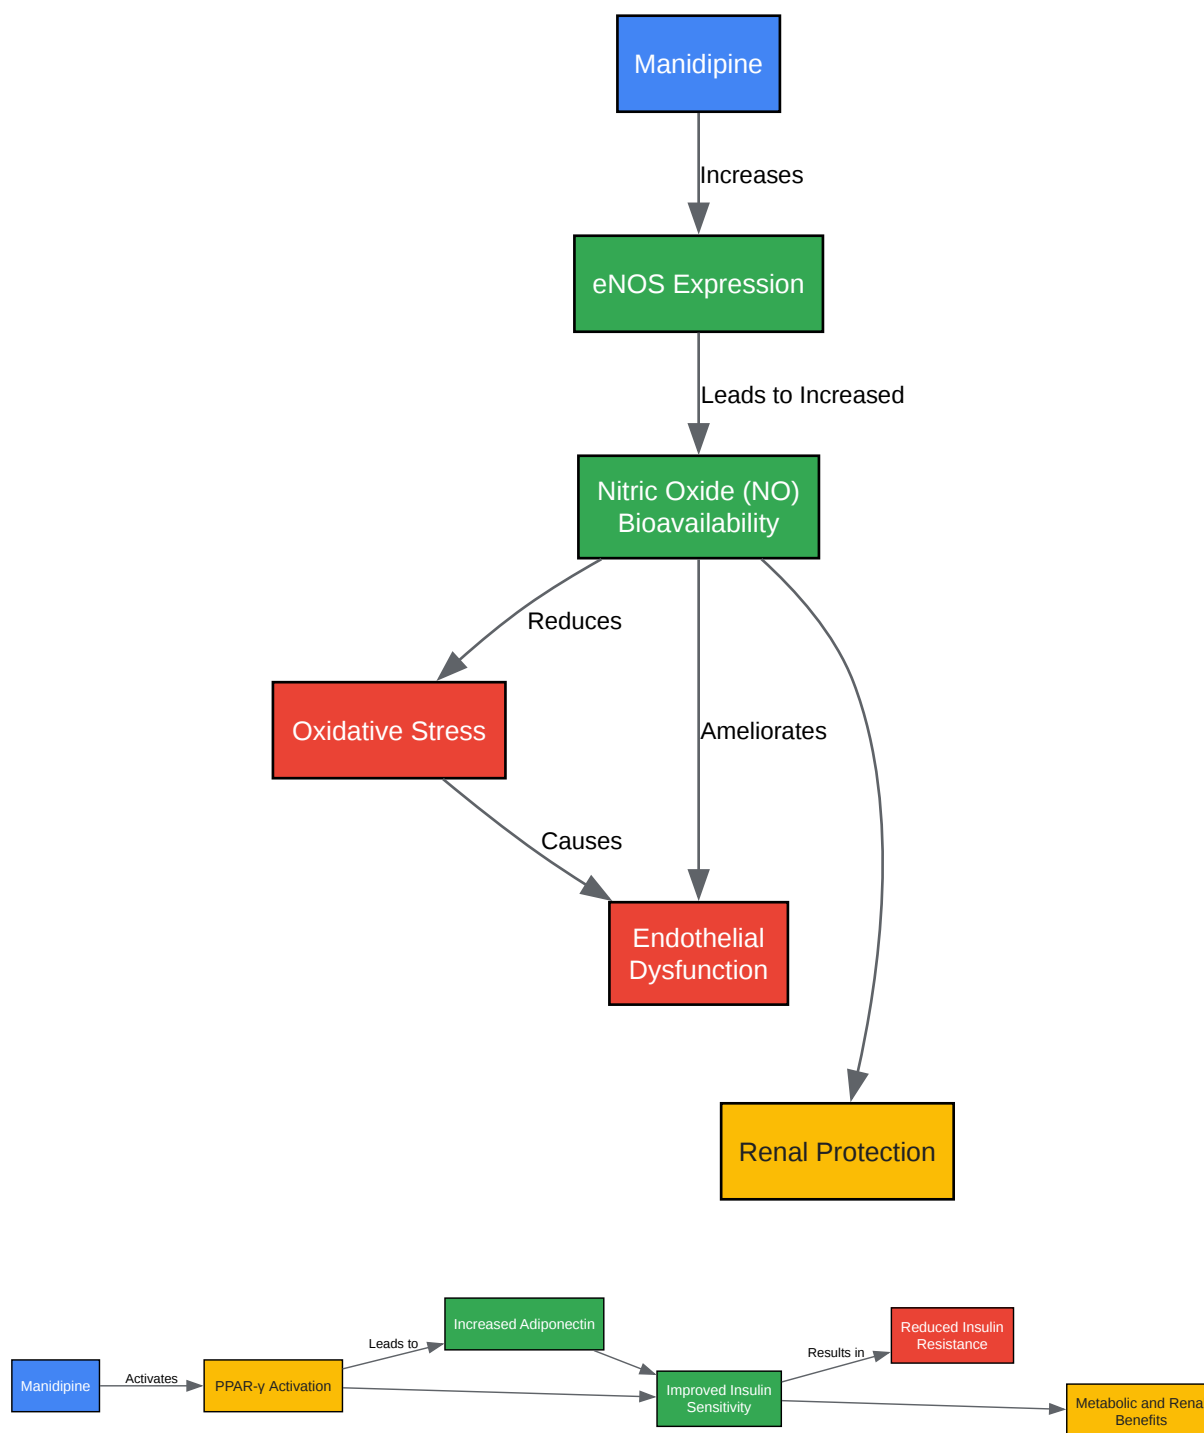 Manidipine
Increases
eNOS Expression
Leads to Increased
Nitric Oxide (NO)
Bioavailability
Reduces
Oxidative Stress
Ameliorates
Causes
Endothelial
Dysfunction
Renal Protection
Manidipine
Activates
PPAR-γ Activation
Leads to
Increased Adiponectin
Improved Insulin
Sensitivity
Results in
Reduced Insulin
Resistance
Metabolic and Rena
Benefits